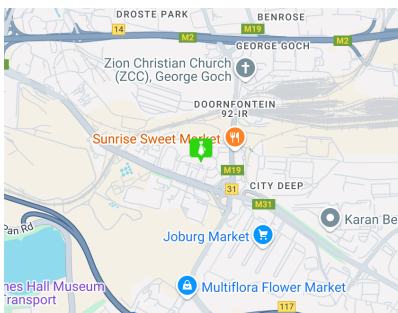 DROSTE PARK
BENROSE
14
M2
M19
M2
GEORGE GOCH
Zion Christian Church
(ZCC), George Goch
DOORNFONTEIN
92-IR
Sunrise Sweet Market
M19
31
CITY DEEP
M31
Karan Be
Pan Rd
Joburg Market
nes Hall Museum
Transport
Multiflora Flower Market
117